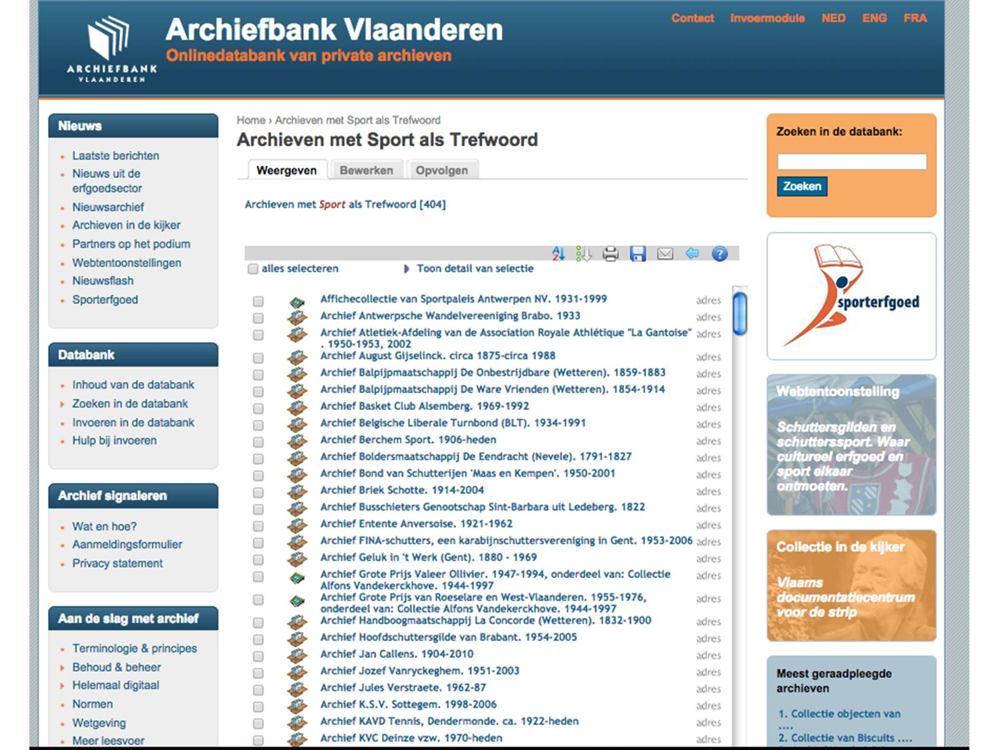 Contact Invoermodule NED ENG FRA
ARCHIEFBANK
VLAANDEREN
Archiefbank Vlaanderen
Onlinedatabank van private archieven
Nieuws
Laatste berichten
Nieuws uit de
erfgoedsector
Nieuwsarchief
Archieven in de kijker
Partners op het podium
Webtentoonstellingen
Nieuwsflash
Sporterfgoed
Databank
Inhoud van de databank
Zoeken in de databank
Invoeren in de databank
Hulp bij invoeren
Archief signaleren
Wat en hoe?
Aanmeldingsformulier
Privacy statement
Aan de slag met archief
Terminologie & principes
Behoud & beheer
Helemaal digitaal
Normen
Wetgeving
Meer leesvoer
Home › Archieven met Sport als Trefwoord
Archieven met Sport als Trefwoord
Weergeven Bewerken Opvolgen
Archieven met Sport als Trefwoord [404]
alles selecteren Toon detail van selectie
Affichecollectie van Sportpaleis Antwerpen NV. 1931-1999 adres
Archief Antwerpsche Wandelvereeniging Brabo. 1933 adres
Archief Atletiek-Afdeling van de Association Royale Athlétique "La Gantoise" adres
. 1950-1953, 2002
Archief August Gijselinck. circa 1875-circa 1988 adres
Archief Balpijpmaatschappij De Onbestrijdbare (Wetteren). 1859-1883 adres
Archief Balpijpmaatschappij De Ware Vrienden (Wetteren). 1854-1914 adres
Archief Basket Club Alsemberg. 1969-1992 adres
Archief Belgische Liberale Turnbond (BLT). 1934-1991 adres
Archief Berchem Sport. 1906-heden adres
Archief Boldersmaatschappij De Eendracht (Nevele). 1791-1827 adres
Archief Bond van Schutterijen 'Maas en Kempen'. 1950-2001 adres
Archief Briek Schotte. 1914-2004 adres
Archief Busschieters Genootschap Sint-Barbara uit Ledeberg. 1822 adres
Archief Entente Anversoise. 1921-1962 adres
Archief FINA-schutters, een karabijnschuttersvereniging in Gent. 1953-2006 adres
Archief Geluk in 't Werk (Gent). 1880 - 1969 adres
Archief Grote Prijs Valeer Ollivier. 1947-1994, onderdeel van: Collectie adres
Alfons Vandekerckhove. 1944-1997
Archief Grote Prijs van Roeselare en West-Vlaanderen. 1955-1976, adres
onderdeel van: Collectie Alfons Vandekerckhove. 1944-1997
Archief Handboogmaatschappij La Concorde (Wetteren). 1832-1900 adres
Archief Hoofdschuttersgilde van Brabant. 1954-2005 adres
Archief Jan Callens. 1904-2010 adres
Archief Jozef Vanryckeghem. 1951-2003 adres
Archief Jules Verstraete. 1962-87 adres
Archief K.S.V. Sottegem. 1998-2006 adres
Archief KAVD Tennis, Dendermonde. ca. 1922-heden adres
Archief KVC Deinze vzw. 1970-heden adres
Zoeken in de databank:
Zoeken
sporterfgoed
Webtentoonstelling
Schuttersgilden en
schutterssport. Waar
cultureel erfgoed en
sport elkaar
ontmoeten.
Collectie in de kijker
Vlaams
documentatiecentrum
voor de strip
Meest geraadpleegde
archieven
1. Collectie objecten van
....
2. Collectie van Biscuits ....